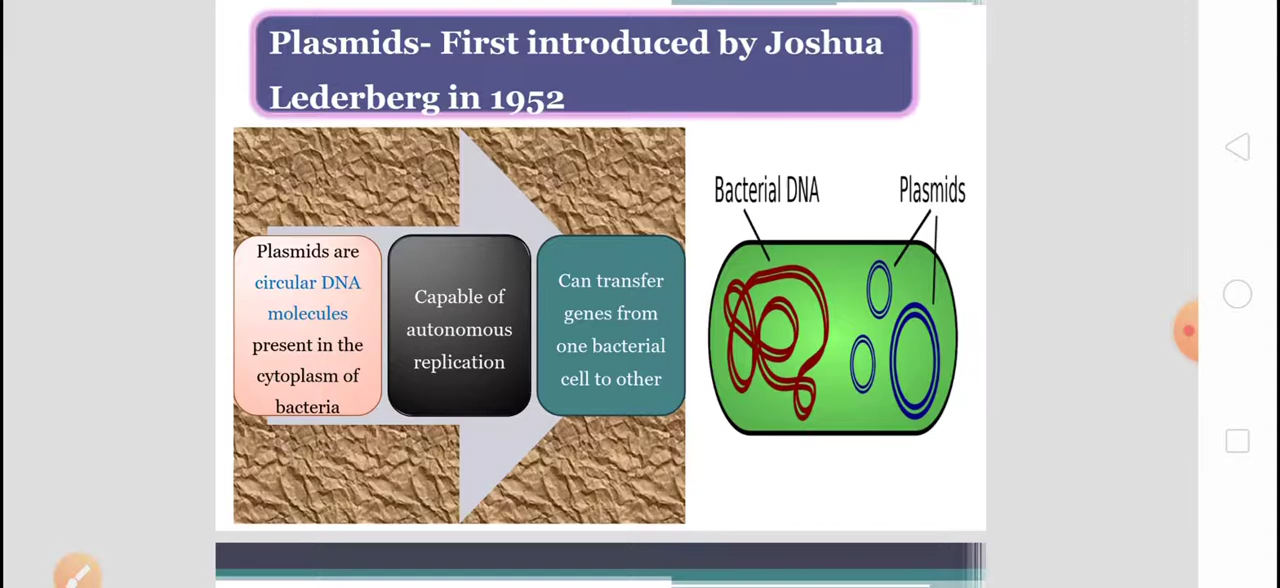 Plasmids- First introduced by Joshua
Lederberg in 1952
Plasmids are
circular DNA
molecules
present in the
cytoplasm of
bacteria
Capable of
autonomous
replication
Can transfer
genes from
one bacterial
cell to other
Bacterial DNA
Plasmids